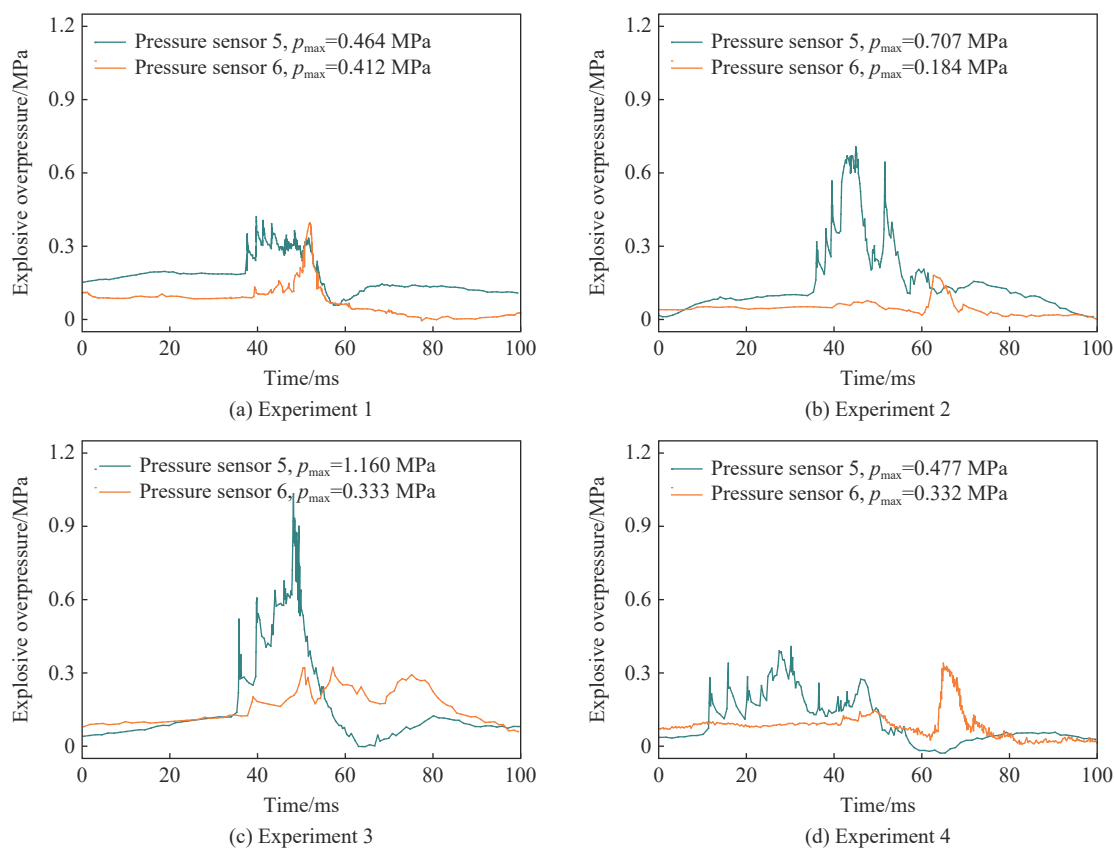 1.2
0.9
0.6
0.3
0
Explosive overpressure/MPa
Pressure sensor 5, pmax=0.464 MPa
Pressure sensor 6, pmax=0.412 MPa
0 20 40 60 80 100
Time/ms
(a) Experiment 1
1.2
0.9
0.6
0.3
0
Explosive overpressure/MPa
Pressure sensor 5, pmax=0.707 MPa
Pressure sensor 6, pmax=0.184 MPa
0 20 40 60 80 100
Time/ms
(b) Experiment 2
1.2
0.9
0.6
0.3
0
Explosive overpressure/MPa
Pressure sensor 5, pmax=1.160 MPa
Pressure sensor 6, pmax=0.333 MPa
0 20 40 60 80 100
Time/ms
(c) Experiment 3
1.2
0.9
0.6
0.3
0
Explosive overpressure/MPa
Pressure sensor 5, pmax=0.477 MPa
Pressure sensor 6, pmax=0.332 MPa
0 20 40 60 80 100
Time/ms
(d) Experiment 4